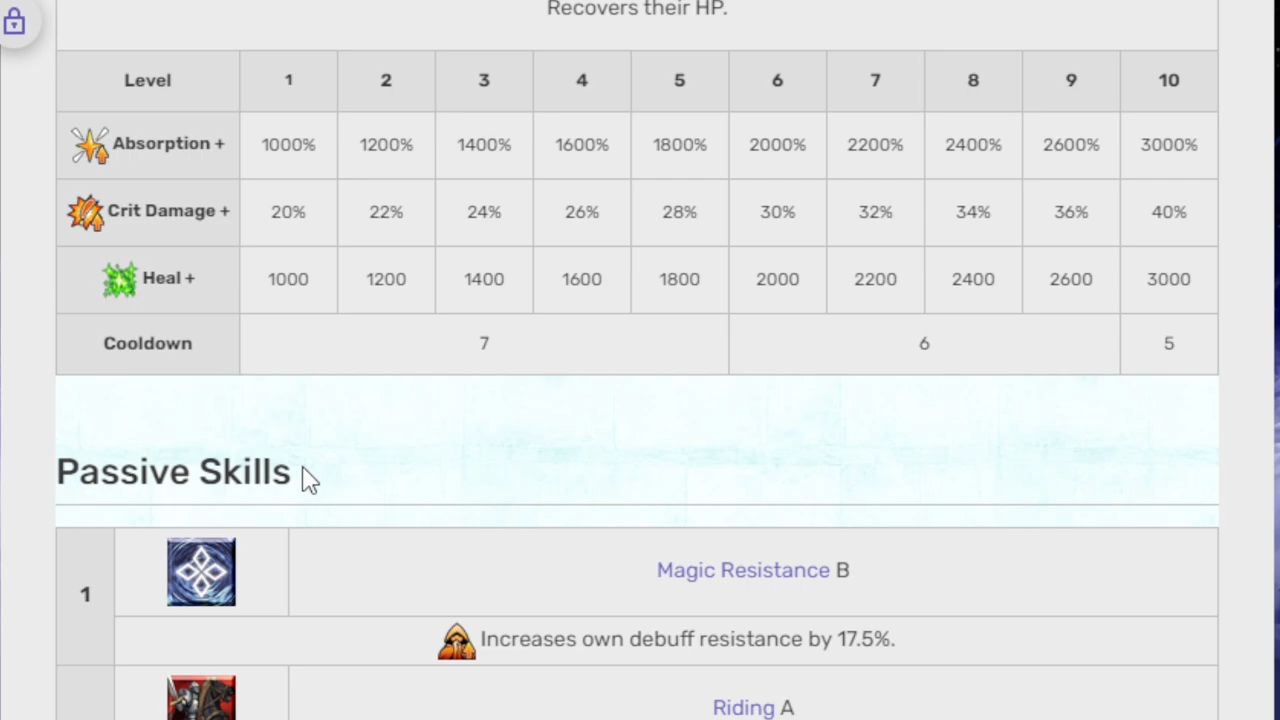 Recovers their HP.
Level 1 2 3 4 5 6 7 8 9 10
Absorption + 1000% 1200% 1400% 1600% 1800% 2000% 2200% 2400% 2600% 3000%
Crit Damage + 20% 22% 24% 26% 28% 30% 32% 34% 36% 40%
Heal + 1000 1200 1400 1600 1800 2000 2200 2400 2600 3000
Cooldown 7 6 5
Passive Skills
1 Magic Resistance B
Increases own debuff resistance by 17.5%.
Riding A